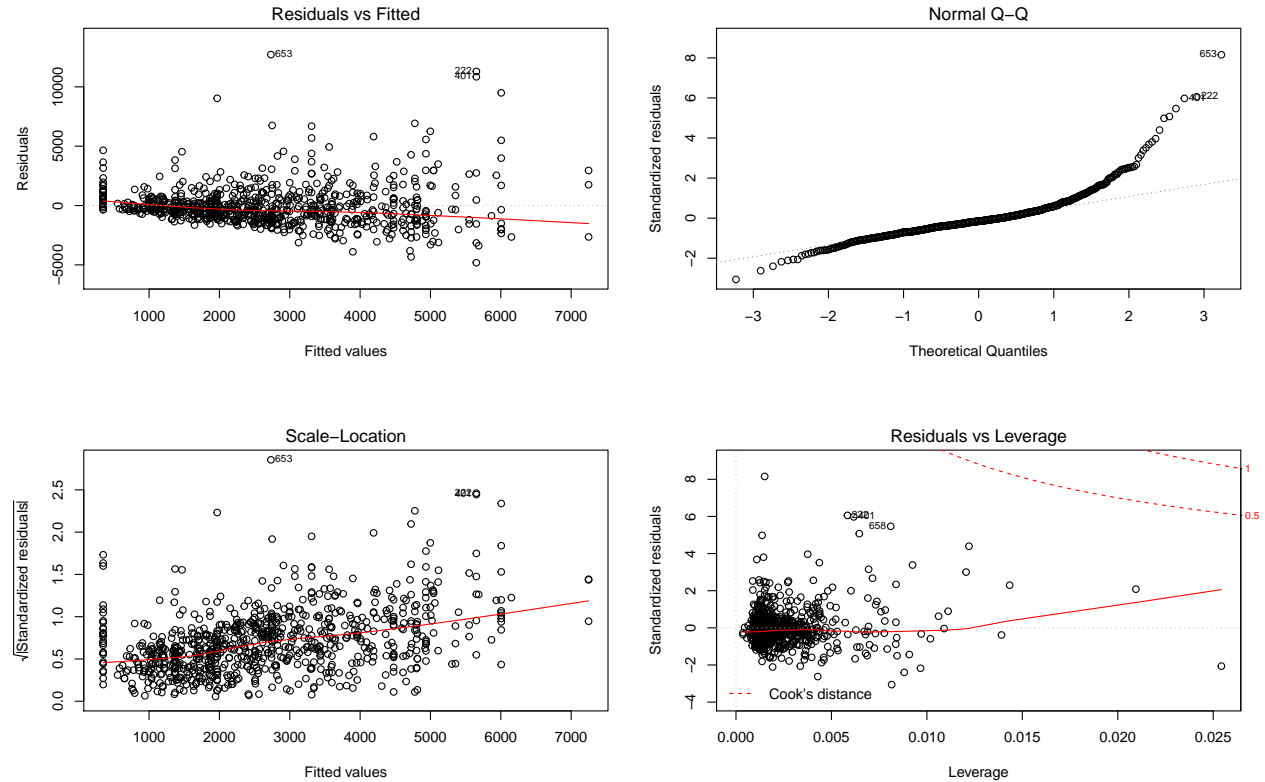 Residuals vs Fitted
Residuals
−5000 0 5000 10000
653
222
401
1000 2000 3000 4000 5000 6000 7000
Fitted values
Normal Q−Q
Standardized residuals
−2 0 2 4 6 8
653
401
222
−3 −2 −1 0 1 2 3
Theoretical Quantiles
Scale−Location
√|Standardized residuals|
0.0 0.5 1.0 1.5 2.0 2.5
653
222
401
1000 2000 3000 4000 5000 6000 7000
Fitted values
Residuals vs Leverage
Standardized residuals
−4 −2 0 2 4 6 8
401
658
1
0.5
Cook's distance
0.000 0.005 0.010 0.015 0.020 0.025
Leverage